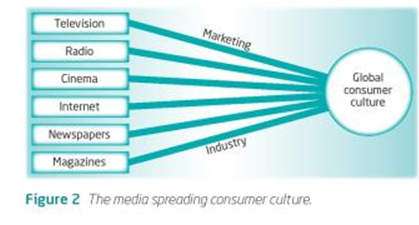 Television
Radio
Cinema
Internet
Newspapers
Magazines
Marketing
Industry
Global
consumer
culture
Figure 2 The media spreading consumer culture.